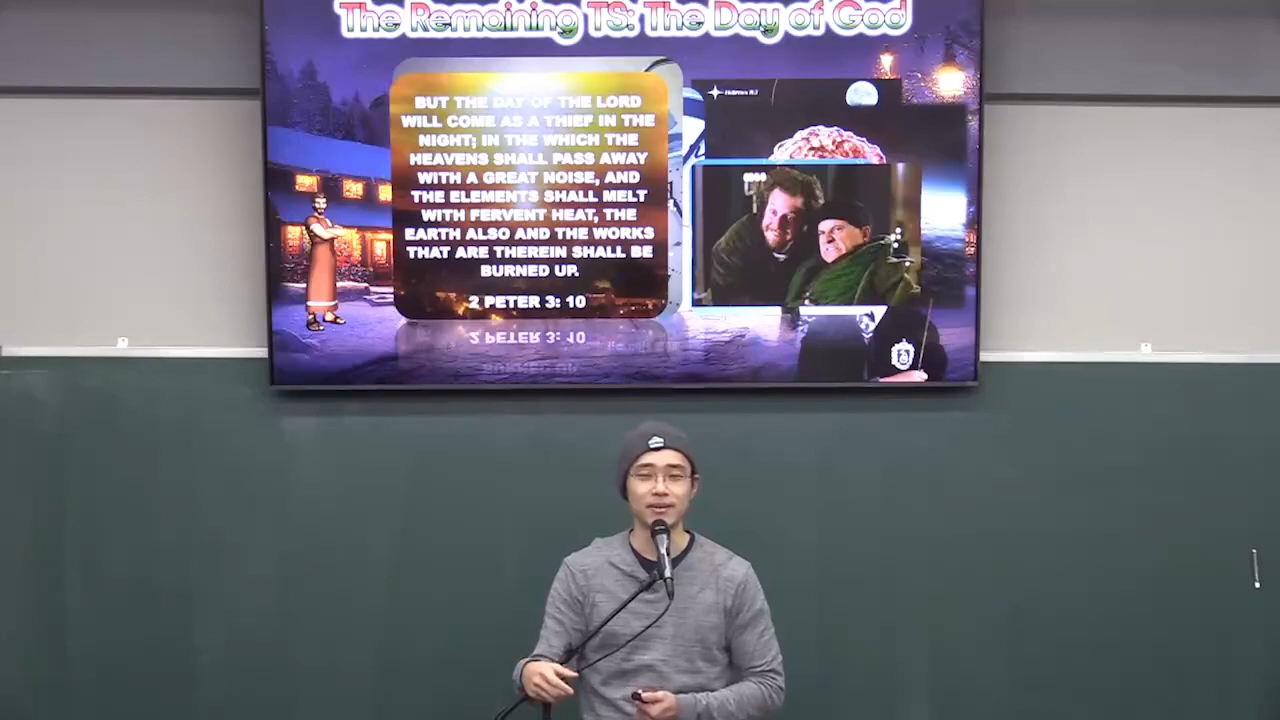 The Remaining TS: The Day of God
BUT THE DAY OF THE LORD
WILL COME AS A THIEF IN THE
NIGHT; IN THE WHICH THE
HEAVENS SHALL PASS AWAY
WITH A GREAT NOISE, AND
THE ELEMENTS SHALL MELT
WITH FERVENT HEAT, THE
EARTH ALSO AND THE WORKS
THAT ARE THEREIN SHALL BE
BURNED UP.
2 PETER 3: 10